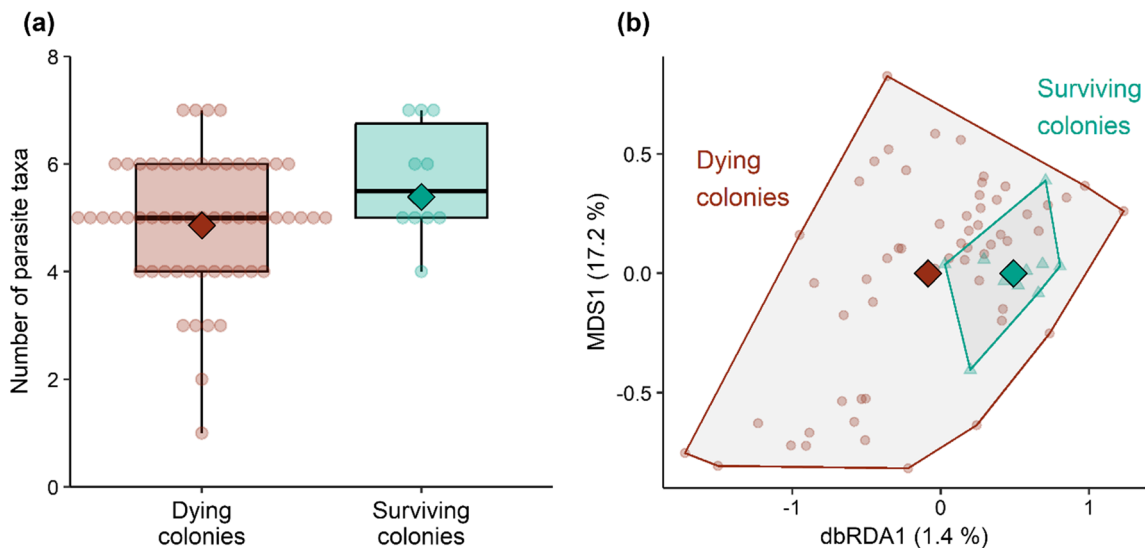 (a)
Number of parasite taxa
8
6
4
2
0
Dying
colonies
Surviving
colonies
(b)
MDS1 (17.2 %)
0.5
0.0
-0.5
Dying
colonies
Surviving
colonies
-1
0
1
dbRDA1 (1.4 %)